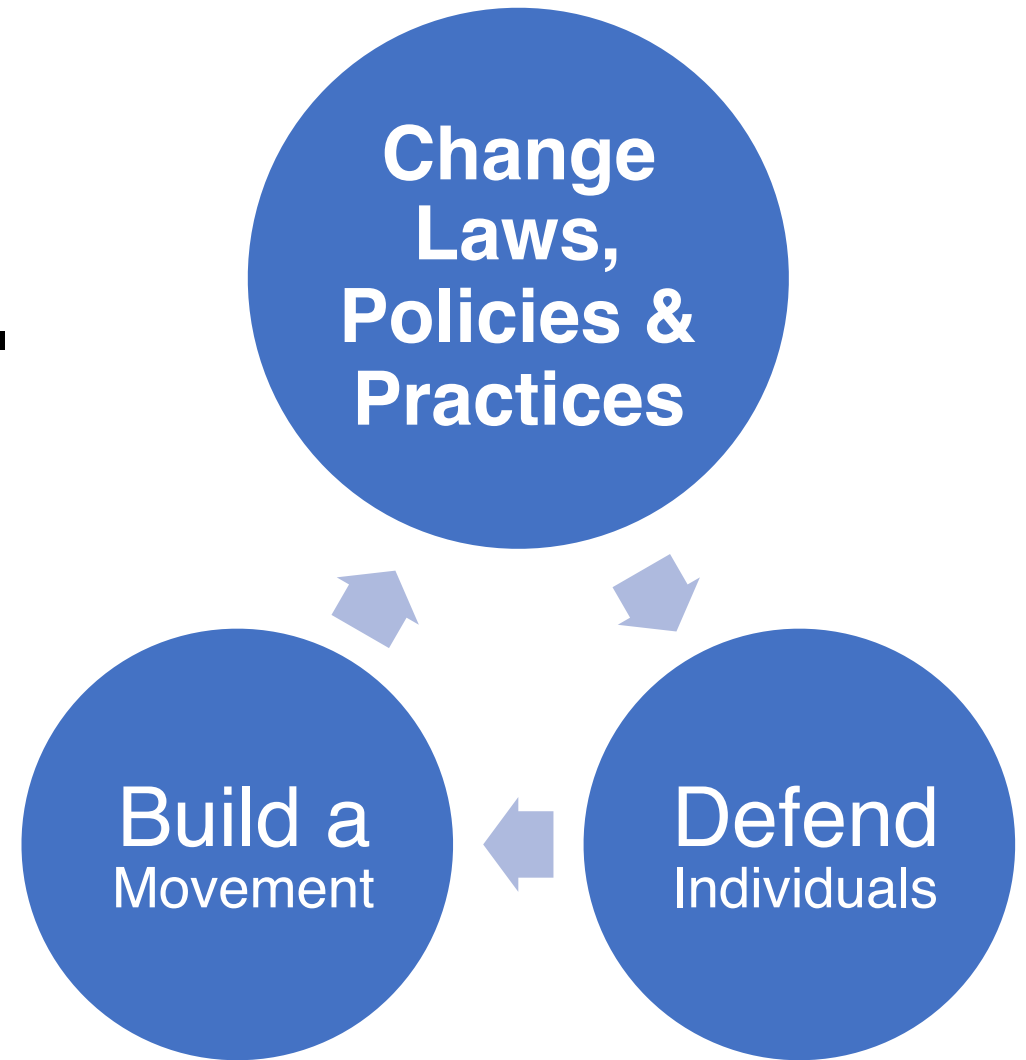 Change
Laws,
Policies &
Practices
Build a
Movement
Defend
Individuals